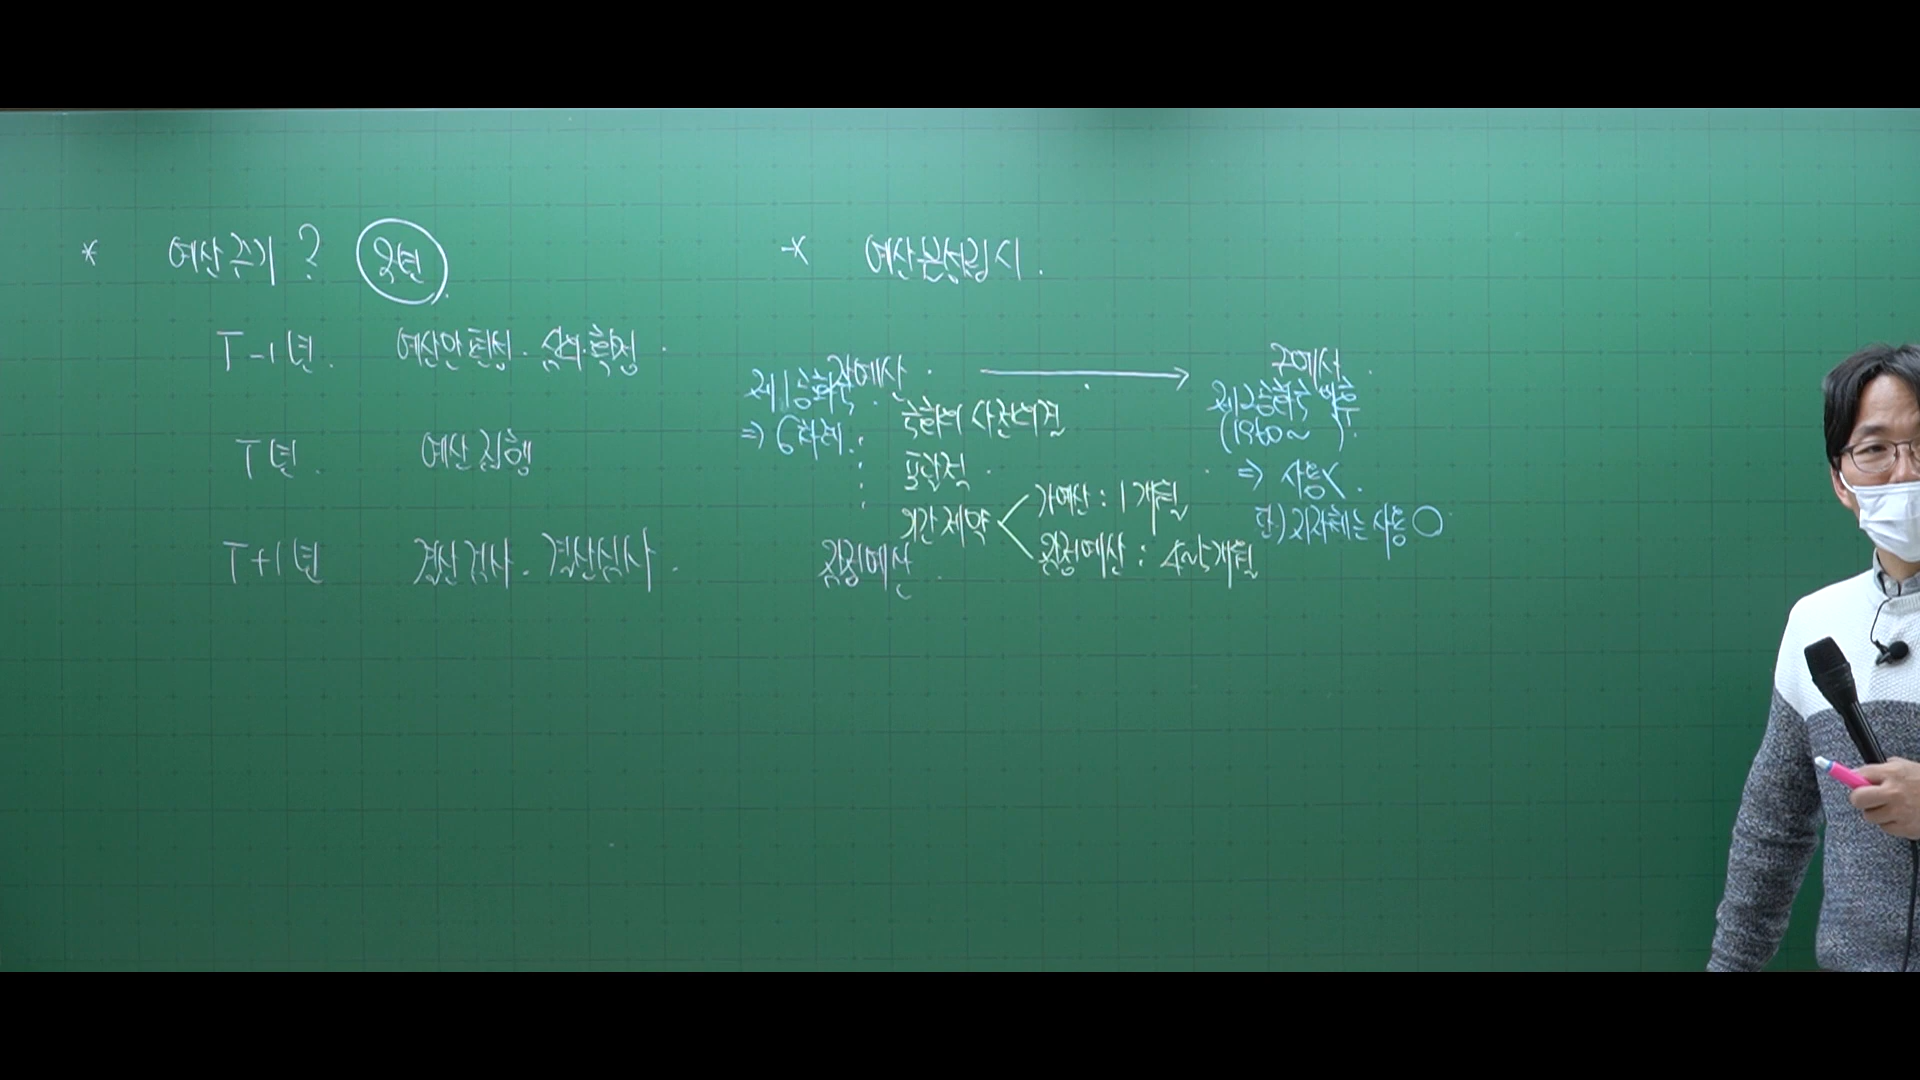 * 예산주기? 3년.
T-1년. 예산안 편성. 심의·확정.
T년. 예산집행
T+1년 결산검사. 결산심사.
* 예산불성립시.
가예산. → 준예산.
제1공화국.
⇒ 6차례.
국회의 사전의결
포괄적.
기간 제약 < 가예산 : 1개월
잠정예산 : 4~5개월
잠정예산.
제2공화국 이후
(1960~ ).
⇒ 사용X.
단) 지자체는 사용 ○